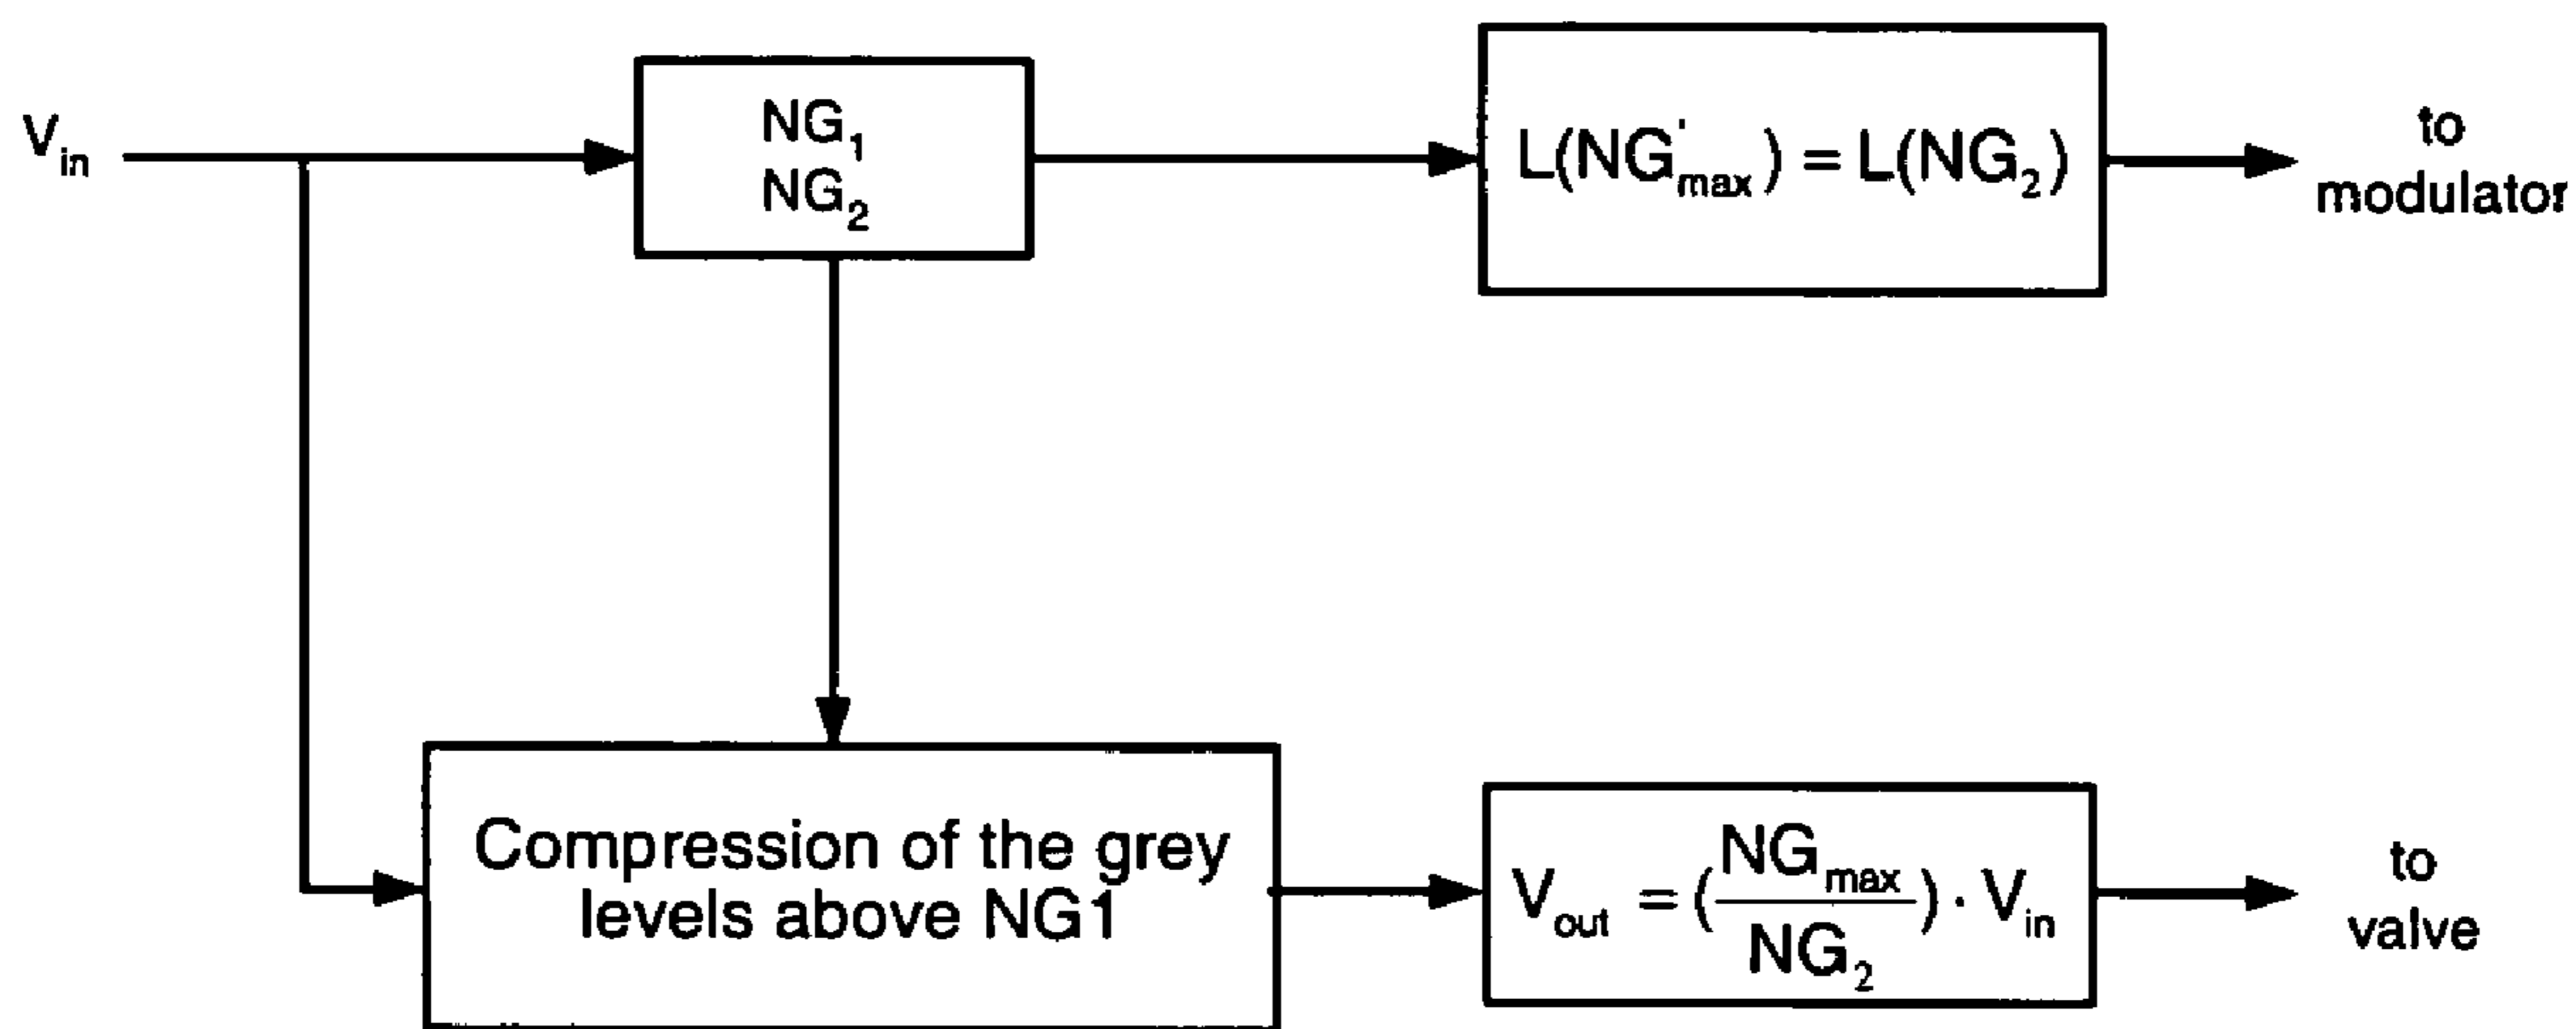 V_in
NG_1
NG_2
L(NG'_max) = L(NG_2)
to
modulator
Compression of the grey
levels above NG1
V_out = (NG_max / NG_2) · V_in
to
valve